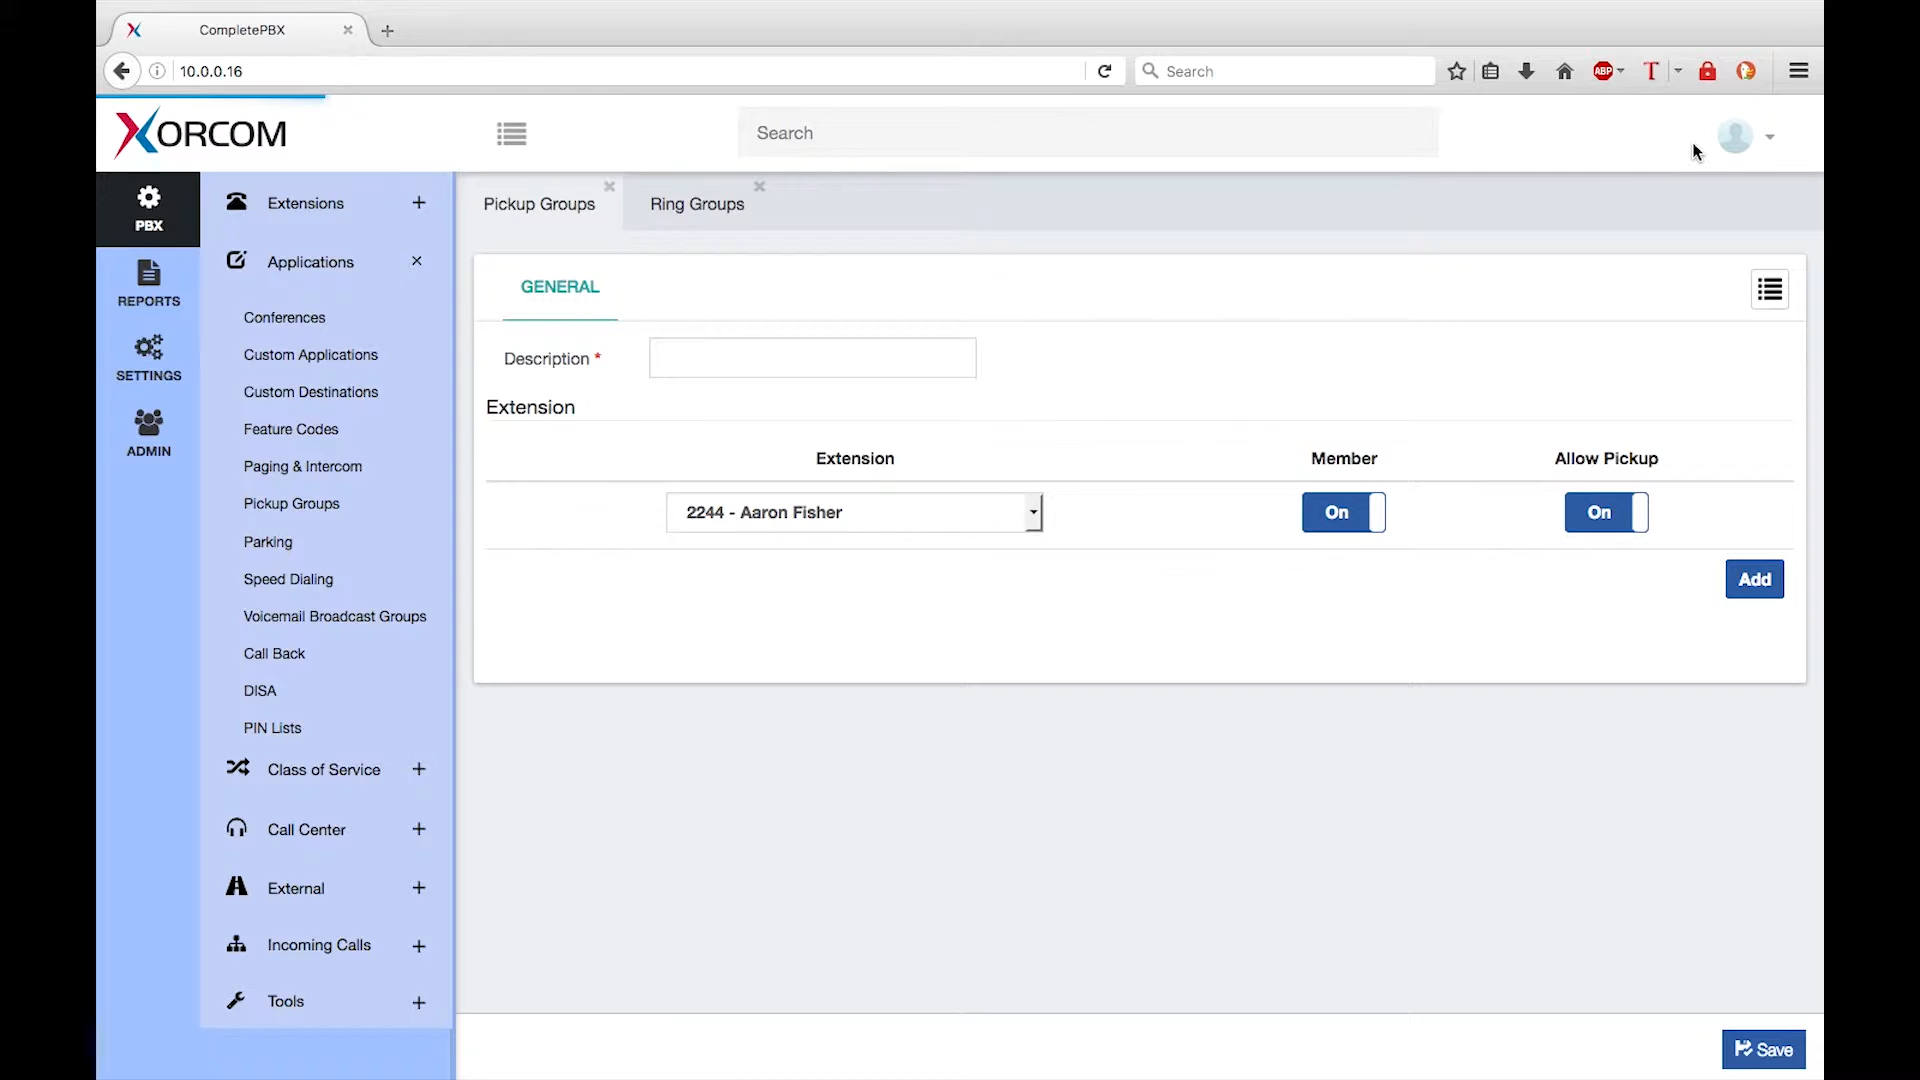 CompletePBX
10.0.0.16
Search
ABP
T
XORCOM
Search
PBX
REPORTS
SETTINGS
ADMIN
Extensions
Applications
Conferences
Custom Applications
Custom Destinations
Feature Codes
Paging & Intercom
Pickup Groups
Parking
Speed Dialing
Voicemail Broadcast Groups
Call Back
DISA
PIN Lists
Class of Service
Call Center
External
Incoming Calls
Tools
Pickup Groups
Ring Groups
GENERAL
Description *
Extension
Extension Member Allow Pickup
2244 - Aaron Fisher On On
Add
Save